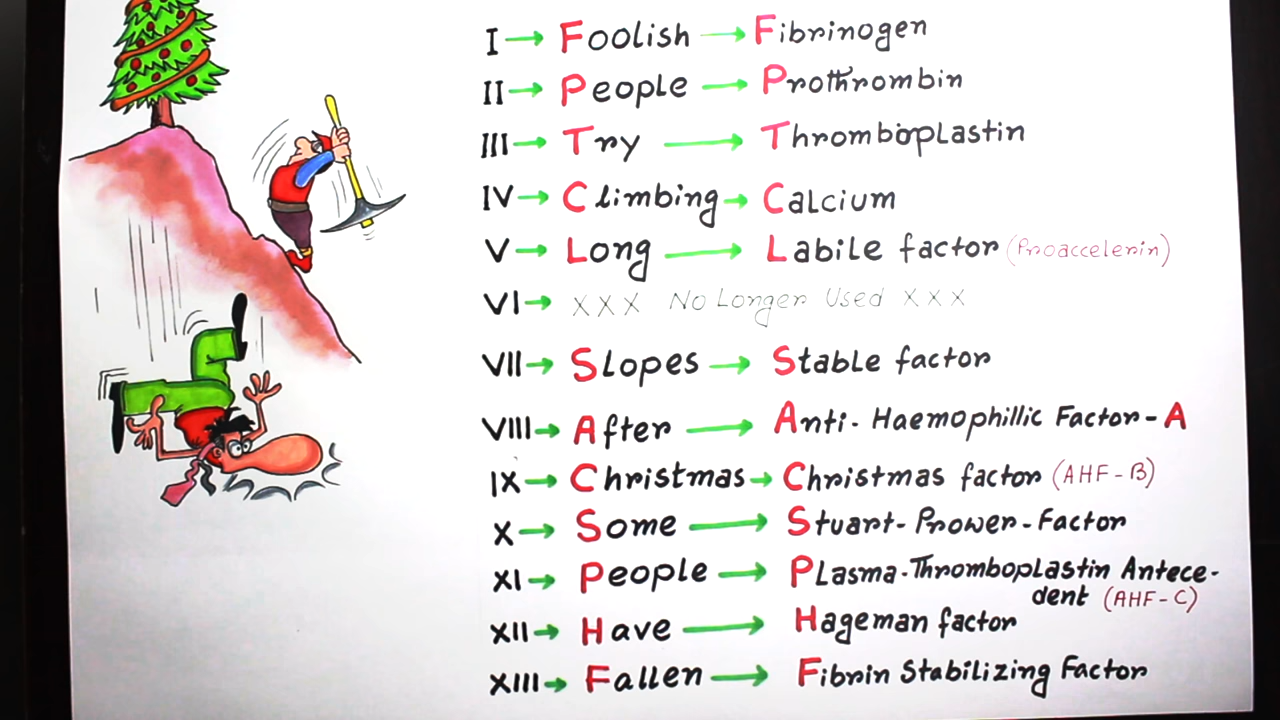 I → Foolish → Fibrinogen
II → People → Prothrombin
III → Try → Thromboplastin
IV → Climbing → Calcium
V → Long → Labile factor (Proaccelerin)
VI → XXX No Longer Used XXX
VII → Slopes → Stable factor
VIII → After → Anti-Haemophillic Factor-A
IX → Christmas → Christmas factor (AHF-B)
X → Some → Stuart-Prower-Factor
XI → People → Plasma-Thromboplastin Antece-
dent (AHF-C)
XII → Have → Hageman factor
XIII → Fallen → Fibrin Stabilizing Factor